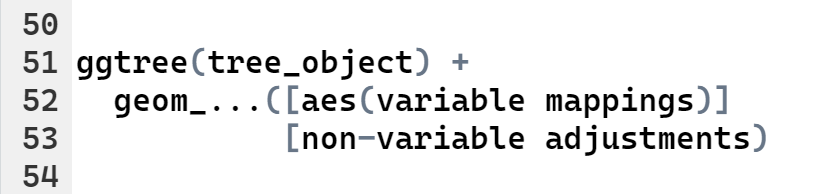 50
51 ggtree(tree_object) +
52 geom_...([aes(variable mappings)]
53 [non-variable adjustments)
54